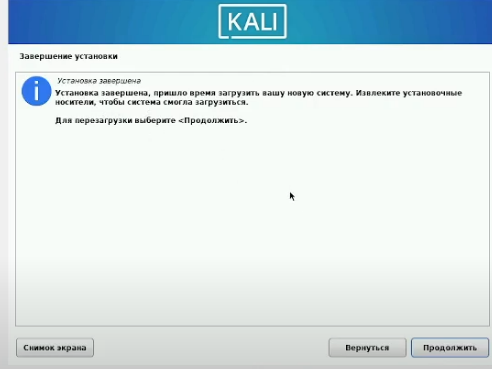 KALI
Завершение установки
Установка завершена
Установка завершена, пришло время загрузить вашу новую систему. Извлеките установочные
носители, чтобы система смогла загрузиться.
Для перезагрузки выберите <Продолжить>.
Снимок экрана
Вернуться
Продолжить